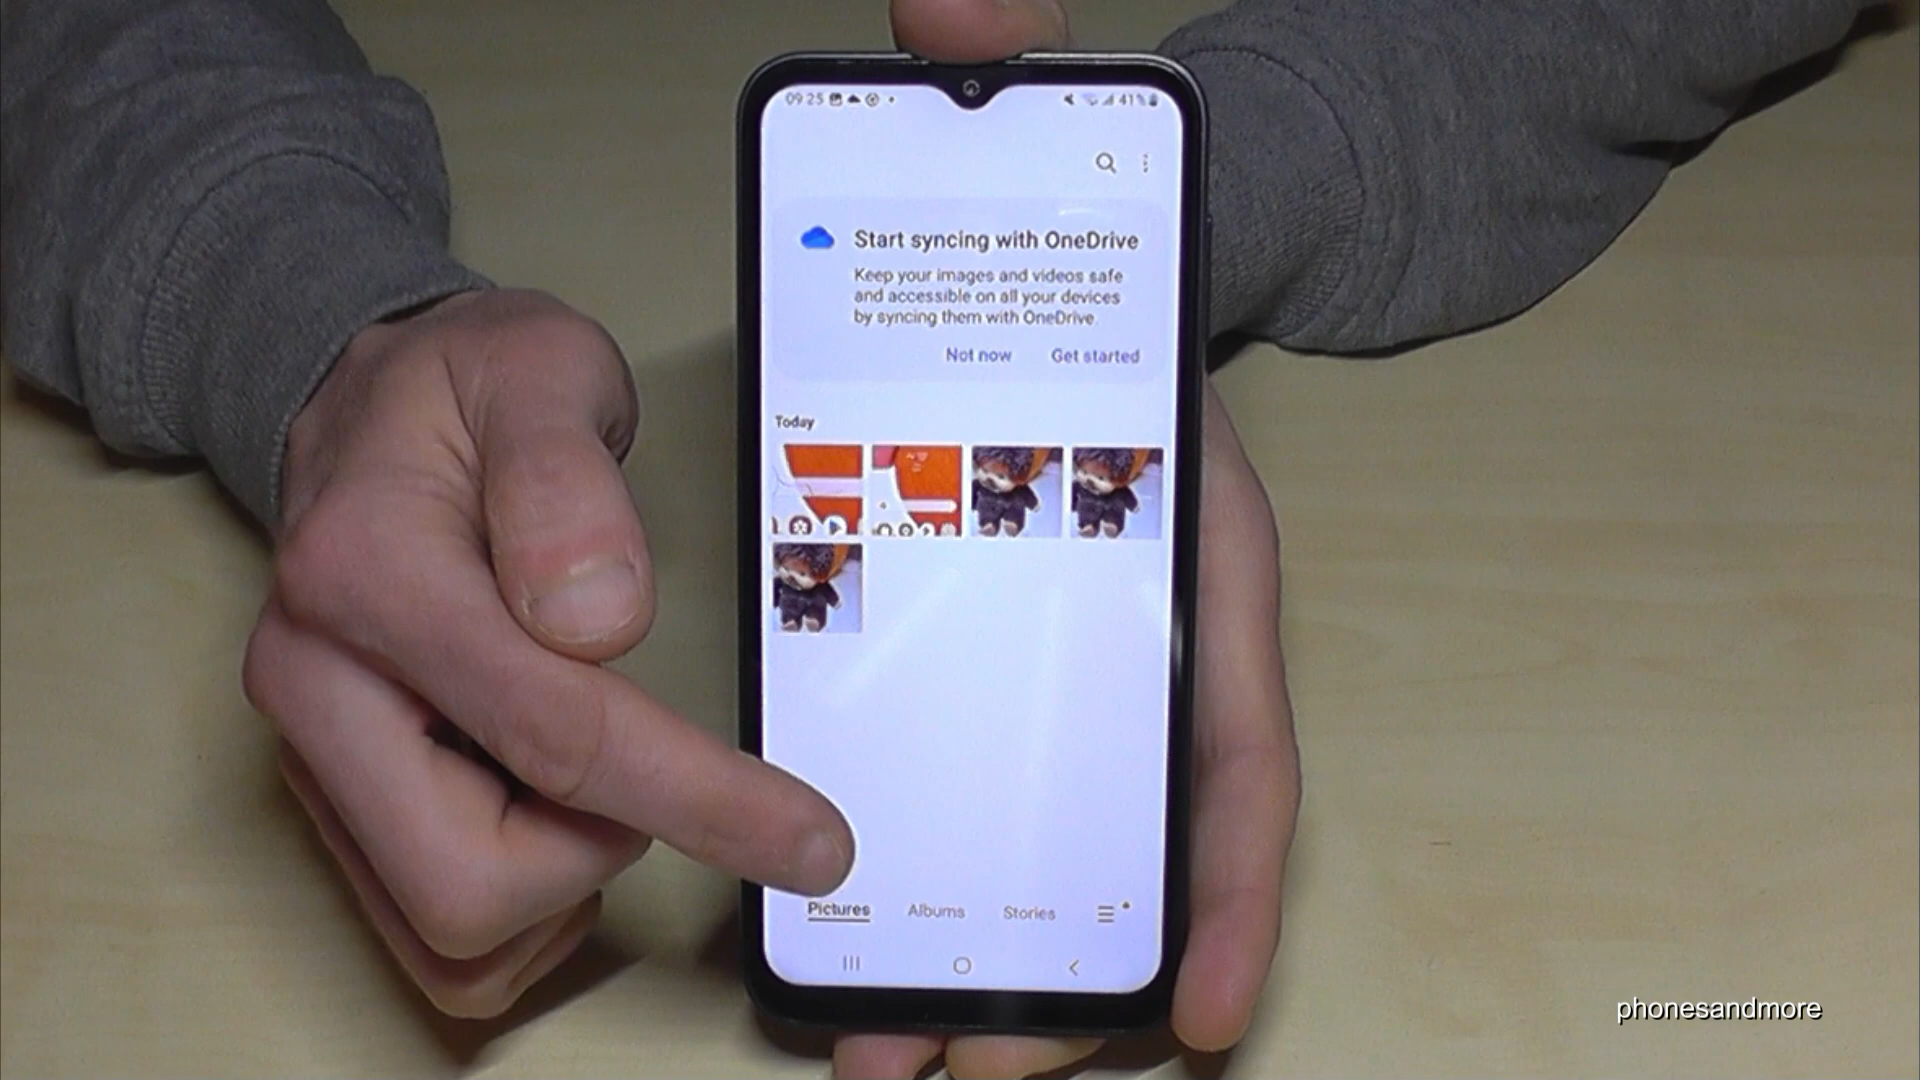 09:25
41%
Start syncing with OneDrive
Keep your images and videos safe
and accessible on all your devices
by syncing them with OneDrive.
Not now Get started
Today
Pictures Albums Stories
phonesandmore